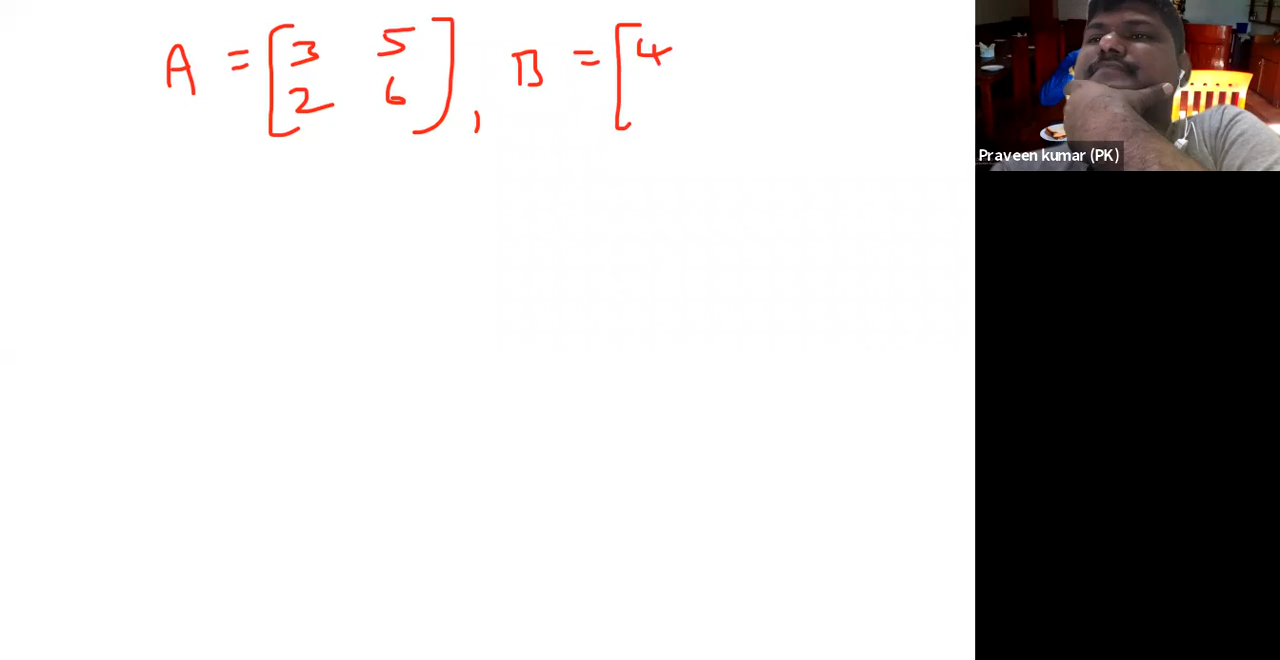 A = [3 5
2 6], B = [4
Praveen kumar (PK)